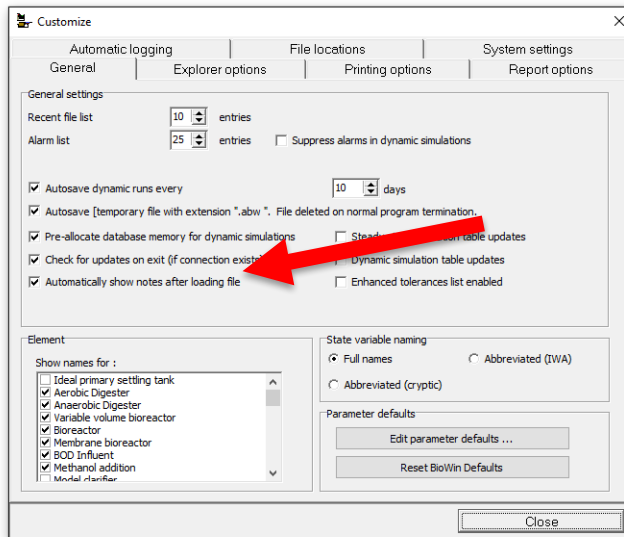 Customize
Automatic logging File locations System settings
General Explorer options Printing options Report options
General settings
Recent file list 10 entries
Alarm list 25 entries Suppress alarms in dynamic simulations
Autosave dynamic runs every 10 days
Autosave [temporary file with extension ".abw ". File deleted on normal program termination.
Pre-allocate database memory for dynamic simulations Steady table updates
Check for updates on exit (if connection exists) Dynamic simulation table updates
Automatically show notes after loading file Enhanced tolerances list enabled
Element
Show names for :
Ideal primary settling tank
Aerobic Digester
Anaerobic Digester
Variable volume bioreactor
Bioreactor
Membrane bioreactor
BOD Influent
Methanol addition
Model clarifier
State variable naming
Full names Abbreviated (IWA)
Abbreviated (cryptic)
Parameter defaults
Edit parameter defaults ...
Reset BioWin Defaults
Close